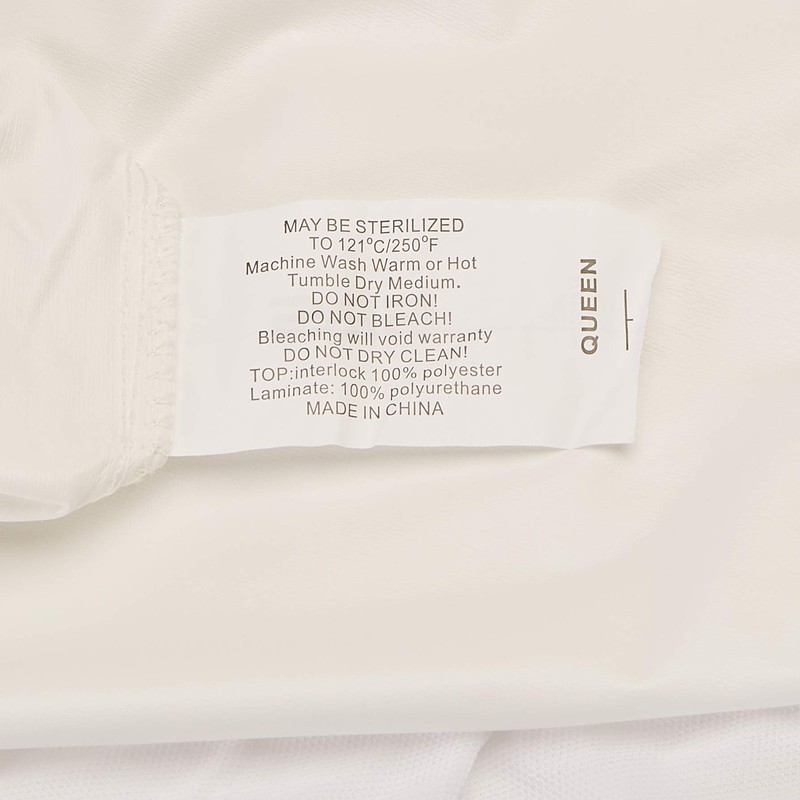 MAY BE STERILIZED
TO 121°C/250°F
Machine Wash Warm or Hot
Tumble Dry Medium.
DO NOT IRON!
DO NOT BLEACH!
Bleaching will void warranty
DO NOT DRY CLEAN!
TOP:interlock 100% polyester
Laminate: 100% polyurethane
MADE IN CHINA
QUEEN